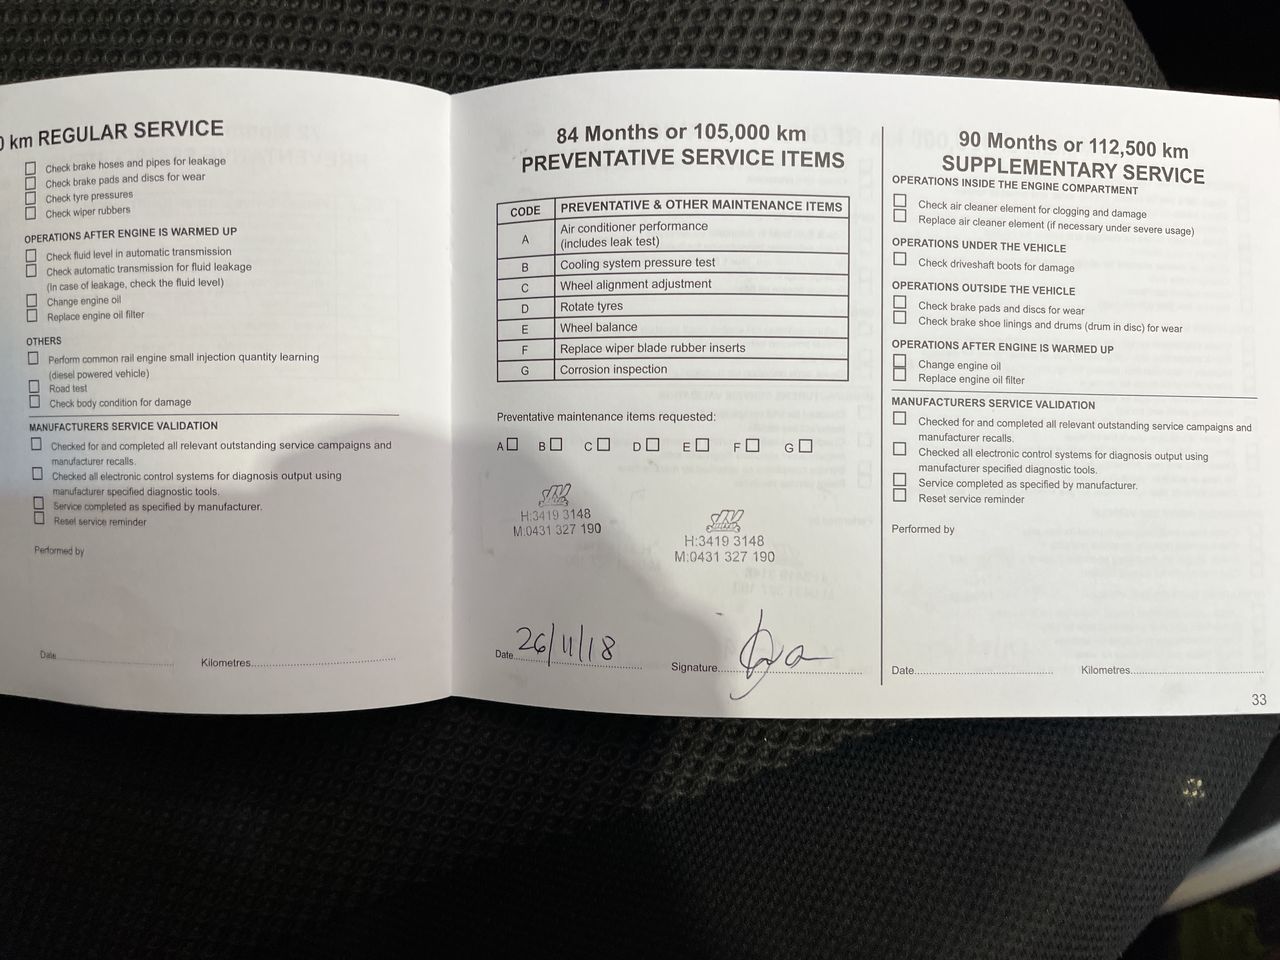 0 km REGULAR SERVICE
Check brake hoses and pipes for leakage
Check brake pads and discs for wear
Check tyre pressures
Check wiper rubbers
OPERATIONS AFTER ENGINE IS WARMED UP
Check fluid level in automatic transmission
Check automatic transmission for fluid leakage
(In case of leakage, check the fluid level)
Change engine oil
Replace engine oil filter
OTHERS
Perform common rail engine small injection quantity learning
(diesel powered vehicle)
Road test
Check body condition for damage
MANUFACTURERS SERVICE VALIDATION
Checked for and completed all relevant outstanding service campaigns and
manufacturer recalls.
Checked all electronic control systems for diagnosis output using
manufacturer specified diagnostic tools.
Service completed as specified by manufacturer.
Reset service reminder
Performed by
Date
Kilometres
84 Months or 105,000 km
PREVENTATIVE SERVICE ITEMS
CODE PREVENTATIVE & OTHER MAINTENANCE ITEMS
A Air conditioner performance
(includes leak test)
B Cooling system pressure test
C Wheel alignment adjustment
D Rotate tyres
E Wheel balance
F Replace wiper blade rubber inserts
G Corrosion inspection
Preventative maintenance items requested:
A B C D E F G
H:3419 3148
M:0431 327 190
H:3419 3148
M:0431 327 190
Date 26/11/18
Signature
90 Months or 112,500 km
SUPPLEMENTARY SERVICE
OPERATIONS INSIDE THE ENGINE COMPARTMENT
Check air cleaner element for clogging and damage
Replace air cleaner element (if necessary under severe usage)
OPERATIONS UNDER THE VEHICLE
Check driveshaft boots for damage
OPERATIONS OUTSIDE THE VEHICLE
Check brake pads and discs for wear
Check brake shoe linings and drums (drum in disc) for wear
OPERATIONS AFTER ENGINE IS WARMED UP
Change engine oil
Replace engine oil filter
MANUFACTURERS SERVICE VALIDATION
Checked for and completed all relevant outstanding service campaigns and
manufacturer recalls.
Checked all electronic control systems for diagnosis output using
manufacturer specified diagnostic tools.
Service completed as specified by manufacturer.
Reset service reminder
Performed by
Date
Kilometres
33